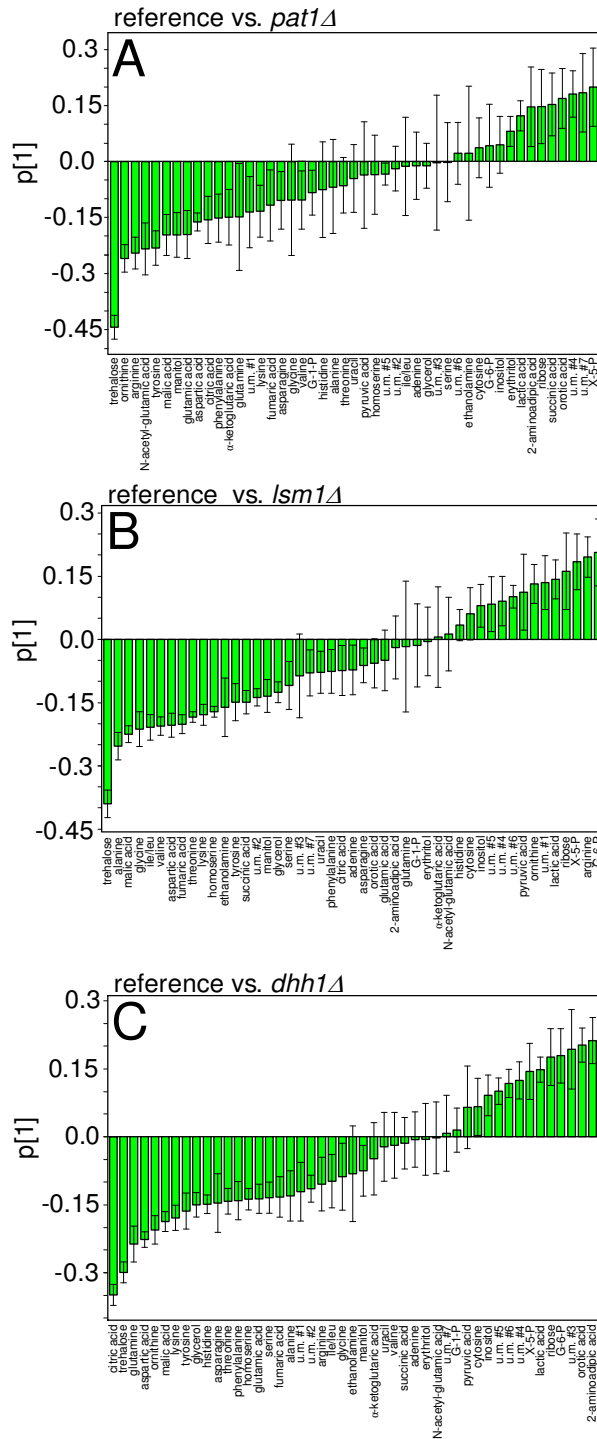 reference vs. pat1Δ
A
0.3
0.15
0.0
-0.15
-0.3
-0.45
p[1]
trehalose
ornithine
arginine
N-acetyl-glutamic acid
tyrosine
malic acid
mantol
glutamic acid
aspartic acid
citric acid
phenylalanine
α-ketoglutaric acid
glutamine
u.m. #1
lysine
fumaric acid
asparagine
glycine
valine
G-1-P
histidine
alanine
threonine
uracil
pyruvic acid
homoserine
u.m. #5
u.m. #2
ile/leu
adenine
glycerol
u.m. #3
serine
u.m. #6
ethanolamine
cytosine
G-6-P
inositol
erythritol
lactic acid
2-aminoadipic acid
ribose
succinic acid
orotic acid
u.m. #4
u.m. #7
X-5-P
reference vs. lsm1Δ
B
0.3
0.15
0.0
-0.15
-0.3
-0.45
p[1]
trehalose
alanine
malic acid
glycine
ile/leu
valine
aspartic acid
fumaric acid
threonine
lysine
homoserine
ethanolamine
tyrosine
succinic acid
u.m. #2
mantol
glycerol
serine
u.m. #3
u.m. #7
uracil
phenylalanine
citric acid
adenine
asparagine
orotic acid
glutamic acid
2-aminoadipic acid
glutamine
G-1-P
erythritol
α-ketoglutaric acid
N-acetyl-glutamic acid
histidine
cytosine
inositol
u.m. #5
u.m. #4
u.m. #6
pyruvic acid
ornithine
u.m. #1
lactic acid
ribose
X-5-P
arginine
G-6-P
reference vs. dhh1Δ
C
0.3
0.15
0.0
-0.15
-0.3
p[1]
citric acid
trehalose
glutamine
aspartic acid
ornithine
malic acid
lysine
tyrosine
glycerol
histidine
asparagine
threonine
phenylalanine
homoserine
glutamic acid
serine
fumaric acid
alanine
u.m. #1
u.m. #2
arginine
ile/leu
glycine
ethanolamine
mantol
α-ketoglutaric acid
uracil
valine
succinic acid
adenine
erythritol
N-acetyl-glutamic acid
u.m. #7
G-1-P
pyruvic acid
cytosine
inositol
u.m. #5
u.m. #6
u.m. #4
X-5-P
lactic acid
ribose
G-6-P
u.m. #3
orotic acid
2-aminoadipic acid